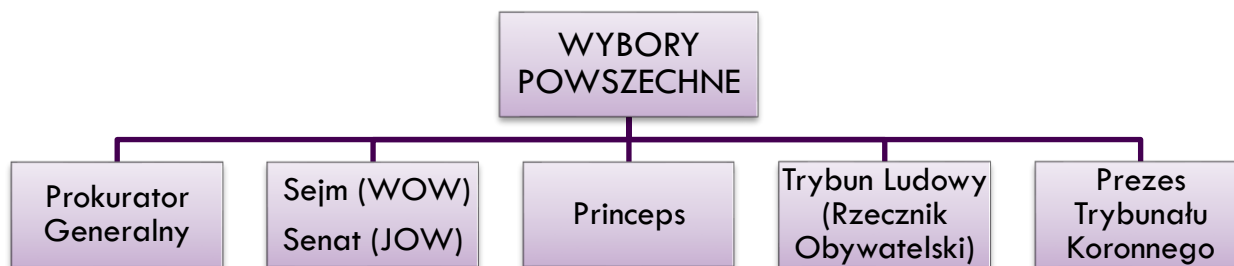 WYBORY
POWSZECHNE
Prokurator
Generalny
Sejm (WOW)
Senat (JOW)
Princeps
Trybun Ludowy
(Rzecznik
Obywatelski)
Prezes
Trybunału
Koronnego